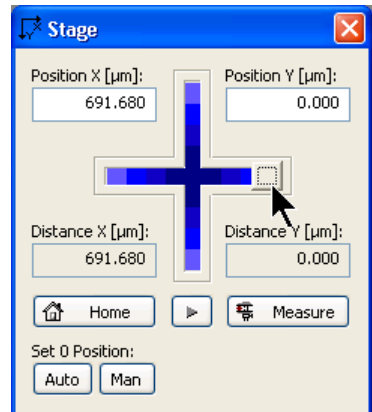 Stage
Position X [µm]: Position Y [µm]:
691.680 0.000
Distance X [µm]: Distance Y [µm]:
691.680 0.000
Home Measure
Set 0 Position:
Auto Man